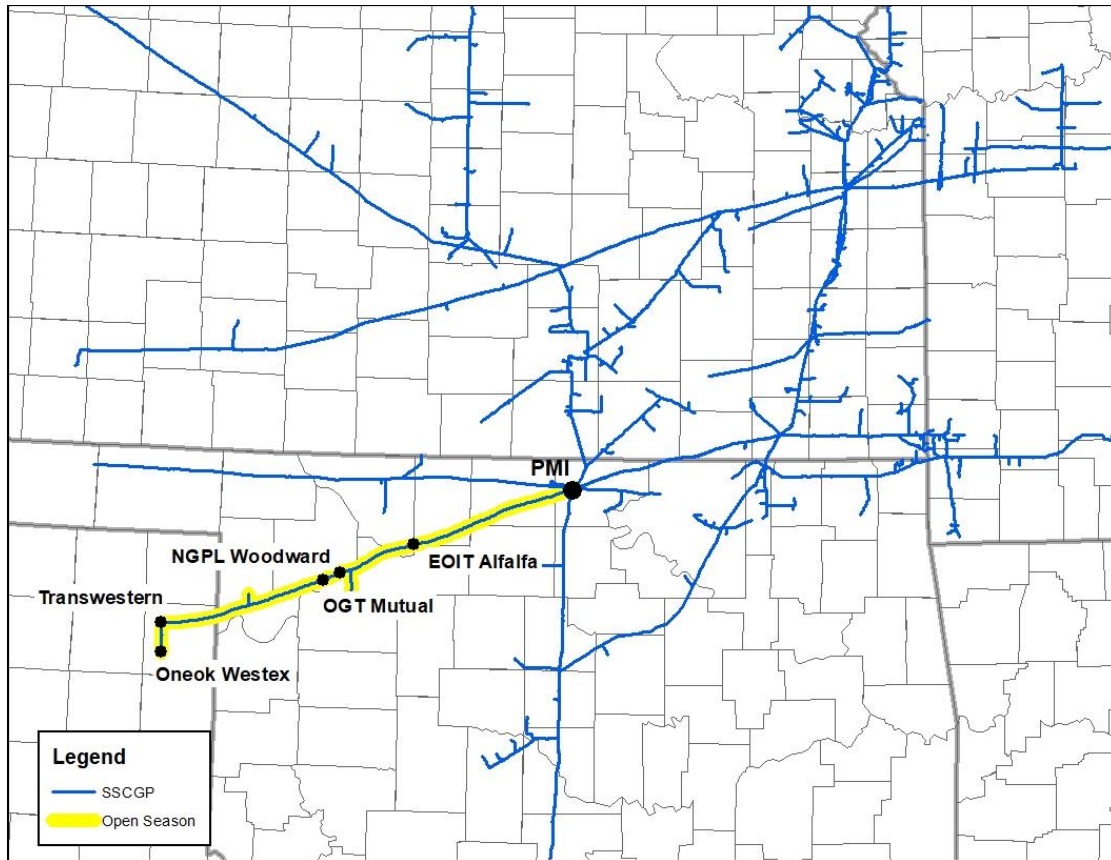 PMI
NGPL Woodward
EOIT Alfalfa
Transwestern
OGT Mutual
Oneok Westex
Legend
SSCGP
Open Season